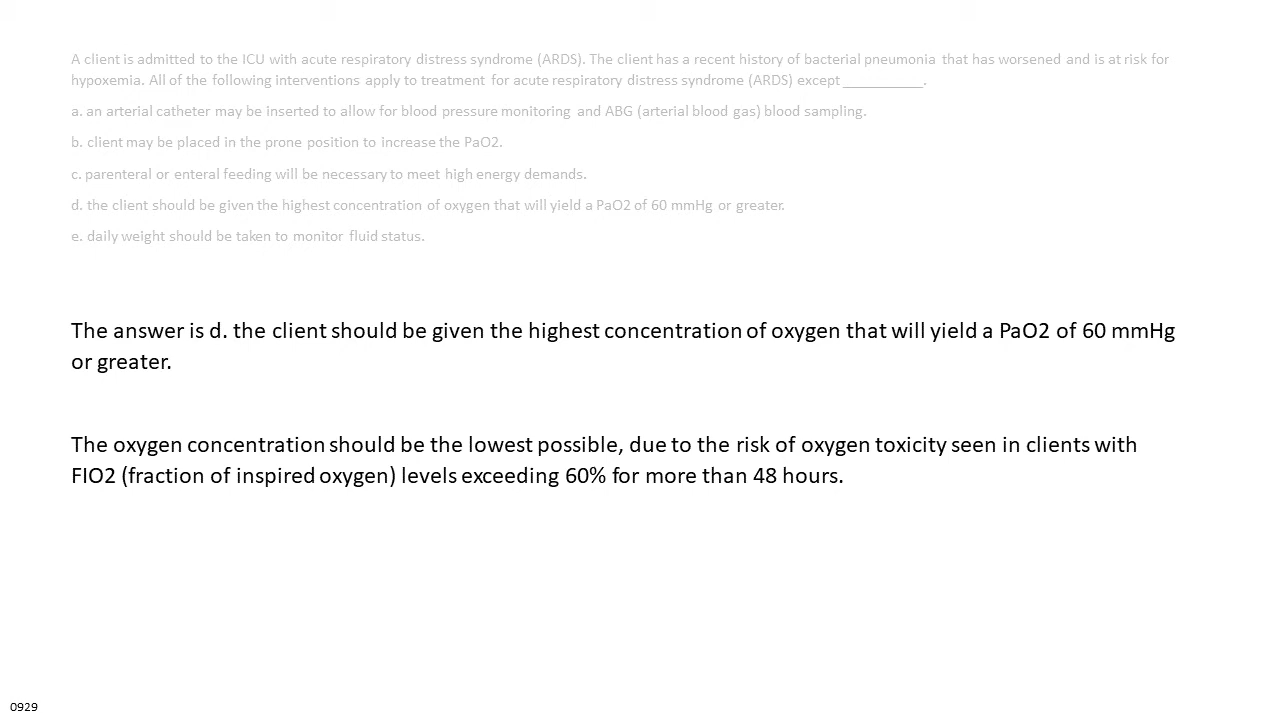 A client is admitted to the ICU with acute respiratory distress syndrome (ARDS). The client has a recent history of bacterial pneumonia that has worsened and is at risk for
hypoxemia. All of the following interventions apply to treatment for acute respiratory distress syndrome (ARDS) except __________.
a. an arterial catheter may be inserted to allow for blood pressure monitoring and ABG (arterial blood gas) blood sampling.
b. client may be placed in the prone position to increase the PaO2.
c. parenteral or enteral feeding will be necessary to meet high energy demands.
d. the client should be given the highest concentration of oxygen that will yield a PaO2 of 60 mmHg or greater.
e. daily weight should be taken to monitor fluid status.
The answer is d. the client should be given the highest concentration of oxygen that will yield a PaO2 of 60 mmHg
or greater.
The oxygen concentration should be the lowest possible, due to the risk of oxygen toxicity seen in clients with
FIO2 (fraction of inspired oxygen) levels exceeding 60% for more than 48 hours.
0929